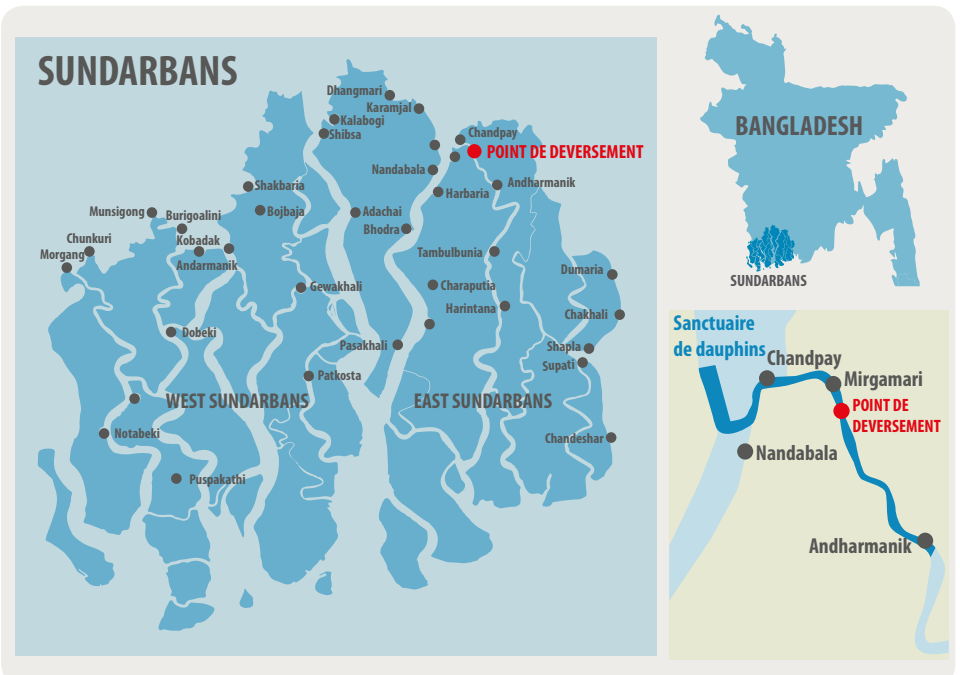 SUNDARBANS
Dhangmari
Karamjal
Kalabogi
Shibsa
Chandpay
POINT DE DEVERSEMENT
Nandabala
Andharmanik
Harbaria
Shakbaria
Bojbaja
Adachai
Munsigong
Burigoalini
Bhodra
Chunkuri
Kobadak
Morgang
Andarmanik
Tambulbunia
Dumaria
Gewakhali
Charaputia
Harintana
Chakhali
Dobeki
Pasakhali
Shapla
Supati
Patkosta
WEST SUNDARBANS
EAST SUNDARBANS
Notabeki
Chandeshar
Puspakathi
BANGLADESH
SUNDARBANS
Sanctuaire
de dauphins
Chandpay
Mirgamari
POINT DE
DEVERSEMENT
Nandabala
Andharmanik